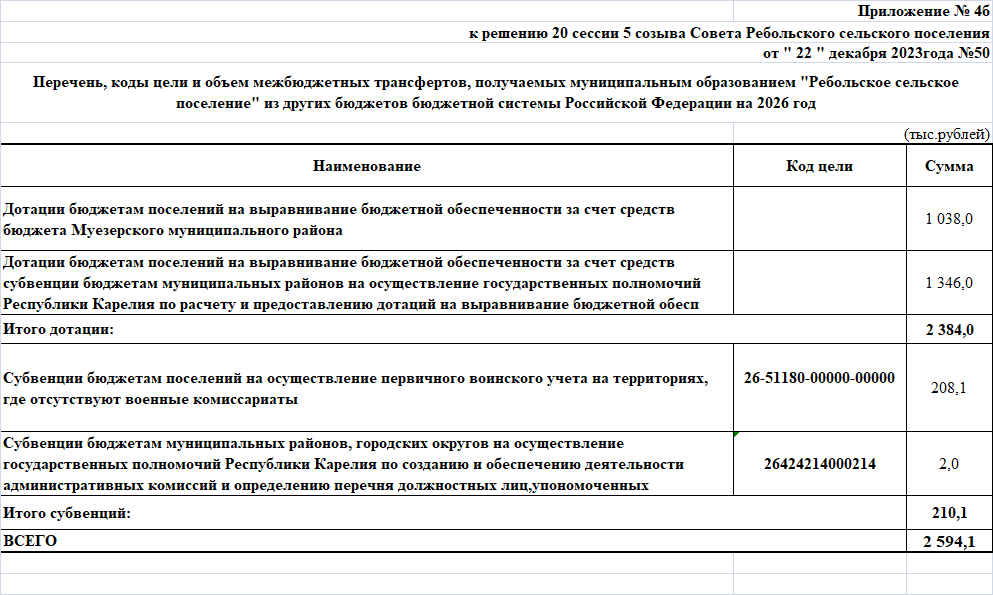 Приложение № 4б
к решению 20 сессии 5 созыва Совета Ребольского сельского поселения
от " 22 " декабря 2023года №50
Перечень, коды цели и объем межбюджетных трансфертов, получаемых муниципальным образованием "Ребольское сельское
поселение" из других бюджетов бюджетной системы Российской Федерации на 2026 год
(тыс.рублей)
Наименование Код цели Сумма
Дотации бюджетам поселений на выравнивание бюджетной обеспеченности за счет средств
бюджета Муезерского муниципального района
1 038,0
Дотации бюджетам поселений на выравнивание бюджетной обеспеченности за счет средств
субвенции бюджетам муниципальных районов на осуществление государственных полномочий
Республики Карелия по расчету и предоставлению дотаций на выравнивание бюджетной обесп
1 346,0
Итого дотации: 2 384,0
Субвенции бюджетам поселений на осуществление первичного воинского учета на территориях,
где отсутствуют военные комиссариаты
26-51180-00000-00000
208,1
Субвенции бюджетам муниципальных районов, городских округов на осуществление
государственных полномочий Республики Карелия по созданию и обеспечению деятельности
административных комиссий и определению перечня должностных лиц,упономоченных
26424214000214
2,0
Итого субвенций: 210,1
ВСЕГО 2 594,1